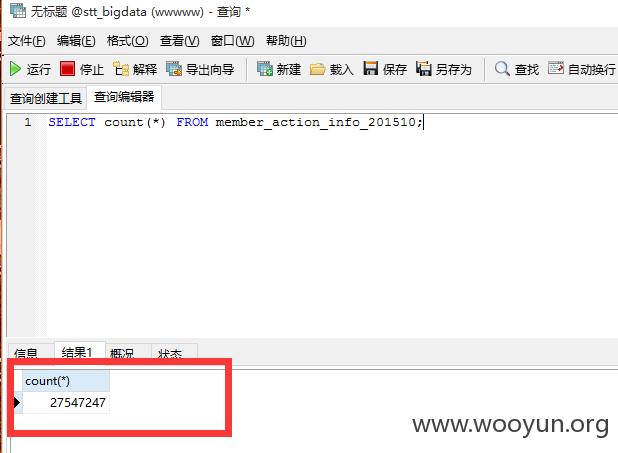 无标题 @stt_bigdata (wwwww) - 查询 *
文件(F) 编辑(E) 格式(O) 查看(V) 窗口(W) 帮助(H)
运行 停止 解释 导出向导 新建 载入 保存 另存为 查找 自动换行
查询创建工具 查询编辑器
1 SELECT count(*) FROM member_action_info_201510;
信息 结果1 概况 状态
count(*)
27547247
www.wooyun.org